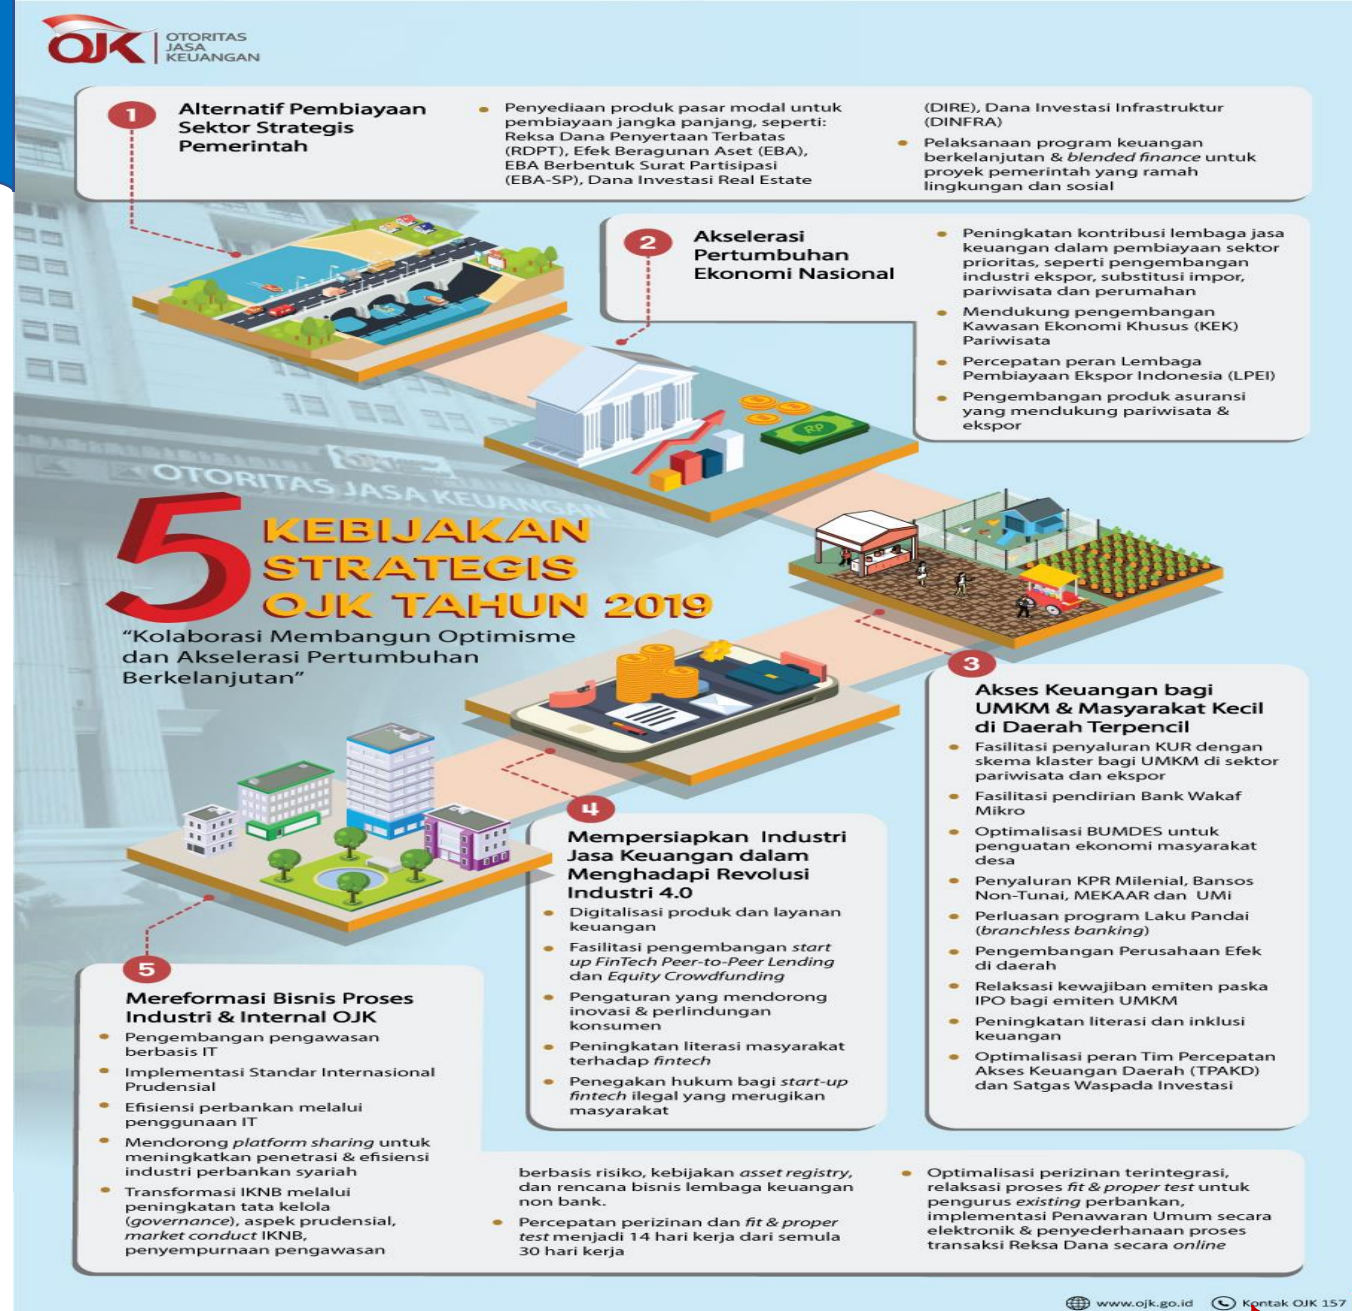 OJK
OTORITAS
JASA
KEUANGAN
1
Alternatif Pembiayaan
Sektor Strategis
Pemerintah
• Penyediaan produk pasar modal untuk
pembiayaan jangka panjang, seperti:
Reksa Dana Penyertaan Terbatas
(RDPT), Efek Beragunan Aset (EBA),
EBA Berbentuk Surat Partisipasi
(EBA-SP), Dana Investasi Real Estate
(DIRE), Dana Investasi Infrastruktur
(DINFRA)
• Pelaksanaan program keuangan
berkelanjutan & blended finance untuk
proyek pemerintah yang ramah
lingkungan dan sosial
2
Akselerasi
Pertumbuhan
Ekonomi Nasional
• Peningkatan kontribusi lembaga jasa
keuangan dalam pembiayaan sektor
prioritas, seperti pengembangan
industri ekspor, substitusi impor,
pariwisata dan perumahan
• Mendukung pengembangan
Kawasan Ekonomi Khusus (KEK)
Pariwisata
• Percepatan peran Lembaga
Pembiayaan Ekspor Indonesia (LPEI)
• Pengembangan produk asuransi
yang mendukung pariwisata &
ekspor
RP
OJK
OTORITAS JASA KEUANGAN
5 KEBIJAKAN
STRATEGIS
OJK TAHUN 2019
"Kolaborasi Membangun Optimisme
dan Akselerasi Pertumbuhan
Berkelanjutan"
3
Akses Keuangan bagi
UMKM & Masyarakat Kecil
di Daerah Terpencil
• Fasilitasi penyaluran KUR dengan
skema klaster bagi UMKM di sektor
pariwisata dan ekspor
• Fasilitasi pendirian Bank Wakaf
Mikro
• Optimalisasi BUMDES untuk
penguatan ekonomi masyarakat
desa
• Penyaluran KPR Milenial, Bansos
Non-Tunai, MEKAAR dan UMi
• Perluasan program Laku Pandai
(branchless banking)
• Pengembangan Perusahaan Efek
di daerah
• Relaksasi kewajiban emiten paska
IPO bagi emiten UMKM
• Peningkatan literasi dan inklusi
keuangan
• Optimalisasi peran Tim Percepatan
Akses Keuangan Daerah (TPAKD)
dan Satgas Waspada Investasi
4
Mempersiapkan Industri
Jasa Keuangan dalam
Menghadapi Revolusi
Industri 4.0
• Digitalisasi produk dan layanan
keuangan
• Fasilitasi pengembangan start
up FinTech Peer-to-Peer Lending
dan Equity Crowdfunding
• Pengaturan yang mendorong
inovasi & perlindungan
konsumen
• Peningkatan literasi masyarakat
terhadap fintech
• Penegakan hukum bagi start-up
fintech ilegal yang merugikan
masyarakat
5
Mereformasi Bisnis Proses
Industri & Internal OJK
• Pengembangan pengawasan
berbasis IT
• Implementasi Standar Internasional
Prudensial
• Efisiensi perbankan melalui
penggunaan IT
• Mendorong platform sharing untuk
meningkatkan penetrasi & efisiensi
industri perbankan syariah
• Transformasi IKNB melalui
peningkatan tata kelola
(governance), aspek prudensial,
market conduct IKNB,
penyempurnaan pengawasan
berbasis risiko, kebijakan asset registry,
dan rencana bisnis lembaga keuangan
non bank.
• Percepatan perizinan dan fit & proper
test menjadi 14 hari kerja dari semula
30 hari kerja
• Optimalisasi perizinan terintegrasi,
relaksasi proses fit & proper test untuk
pengurus existing perbankan,
implementasi Penawaran Umum secara
elektronik & penyederhanaan proses
transaksi Reksa Dana secara online
www.ojk.go.id Kontak OJK 157